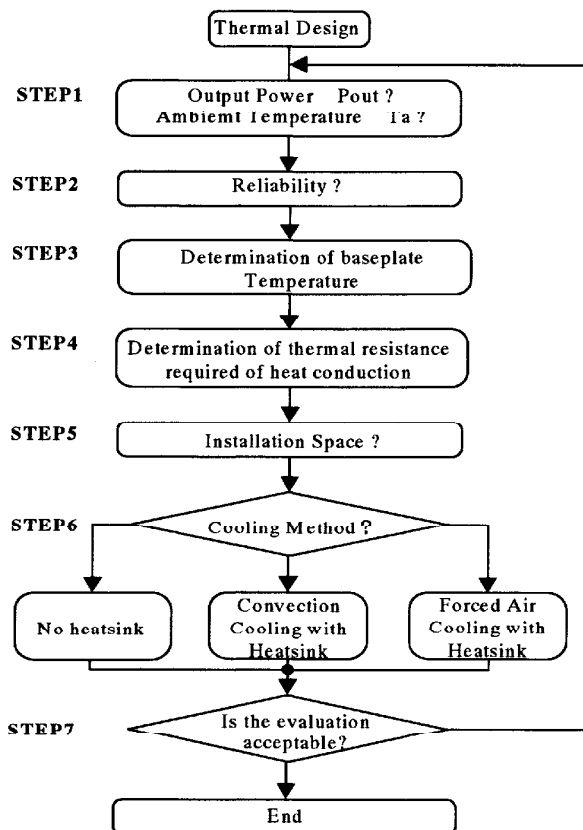 Thermal Design
STEP1
Output Power Pout ?
Ambiemt Temperature Ta ?
STEP2
Reliability ?
STEP3
Determination of baseplate
Temperature
STEP4
Determination of thermal resistance
required of heat conduction
STEP5
Installation Space ?
STEP6
Cooling Method ?
No heatsink
Convection
Cooling with
Heatsink
Forced Air
Cooling with
Heatsink
STEP7
Is the evaluation
acceptable?
End